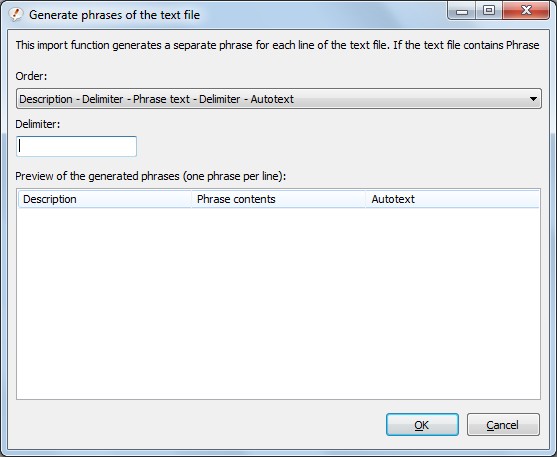 Generate phrases of the text file
This import function generates a separate phrase for each line of the text file. If the text file contains Phrase
Order:
Description - Delimiter - Phrase text - Delimiter - Autotext
Delimiter:
Preview of the generated phrases (one phrase per line):
Description Phrase contents Autotext
OK Cancel